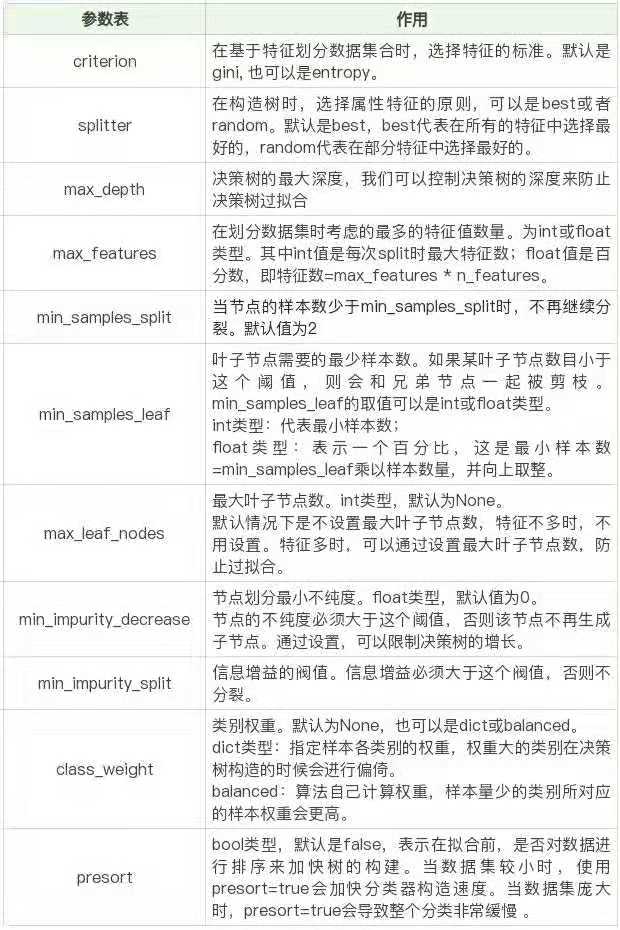 参数表
作用
criterion
在基于特征划分数据集合时，选择特征的标准。默认是
gini, 也可以是entropy。
splitter
在构造树时，选择属性特征的原则，可以是best或者
random。默认是best，best代表在所有的特征中选择最
好的，random代表在部分特征中选择最好的。
max_depth
决策树的最大深度，我们可以控制决策树的深度来防止
决策树过拟合
max_features
在划分数据集时考虑的最多的特征值数量。为int或float
类型。其中int值是每次split时最大特征数；float值是百
分数，即特征数=max_features * n_features。
min_samples_split
当节点的样本数少于min_samples_split时，不再继续分
裂。默认值为2
min_samples_leaf
叶子节点需要的最少样本数。如果某叶子节点数目小于
这个阈值，则会和兄弟节点一起被剪枝。
min_samples_leaf的取值可以是int或float类型。
int类型：代表最小样本数；
float类型：表示一个百分比，这是最小样本数
=min_samples_leaf乘以样本数量，并向上取整。
max_leaf_nodes
最大叶子节点数。int类型，默认为None。
默认情况下是不设置最大叶子节点数，特征不多时，不
用设置。特征多时，可以通过设置最大叶子节点数，防
止过拟合。
min_impurity_decrease
节点划分最小不纯度。float类型，默认值为0。
节点的不纯度必须大于这个阈值，否则该节点不再生成
子节点。通过设置，可以限制决策树的增长。
min_impurity_split
信息增益的阀值。信息增益必须大于这个阀值，否则不
分裂。
class_weight
类别权重。默认为None，也可以是dict或balanced。
dict类型：指定样本各类别的权重，权重大的类别在决策
树构造的时候会进行偏倚。
balanced：算法自己计算权重，样本量少的类别所对应
的样本权重会更高。
presort
bool类型，默认是false，表示在拟合前，是否对数据进
行排序来加快树的构建。当数据集较小时，使用
presort=true会加快分类器构造速度。当数据集庞大
时，presort=true会导致整个分类非常缓慢 。